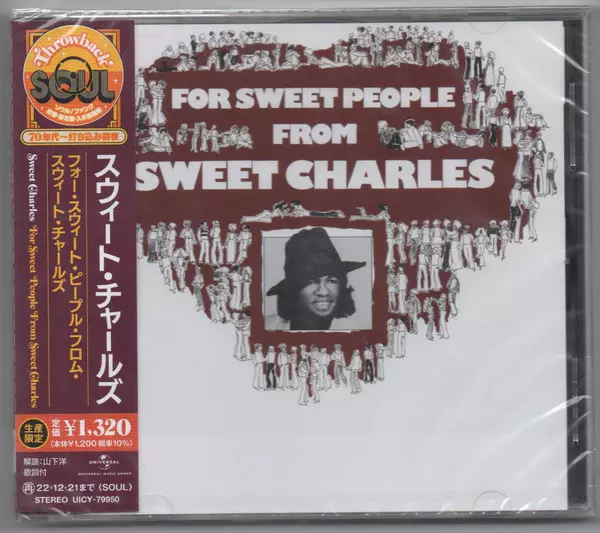 Throwback
SOUL
ソウル/ファンク
70年代〜打ち込み前夜
スウィート・チャールズ
フォー・スウィート・ピープル・フロム・
スウィート・チャールズ
Sweet Charles For Sweet People From Sweet Charles
生産
限定
定価 ¥1,320
(本体¥1,200 税率10%)
解説:山下洋
歌詞付
UNIVERSAL
UNIVERSAL MUSIC GROUP
再 22・12・21まで (SOUL)
STEREO UICY-79950
FOR SWEET PEOPLE
FROM
SWEET CHARLES